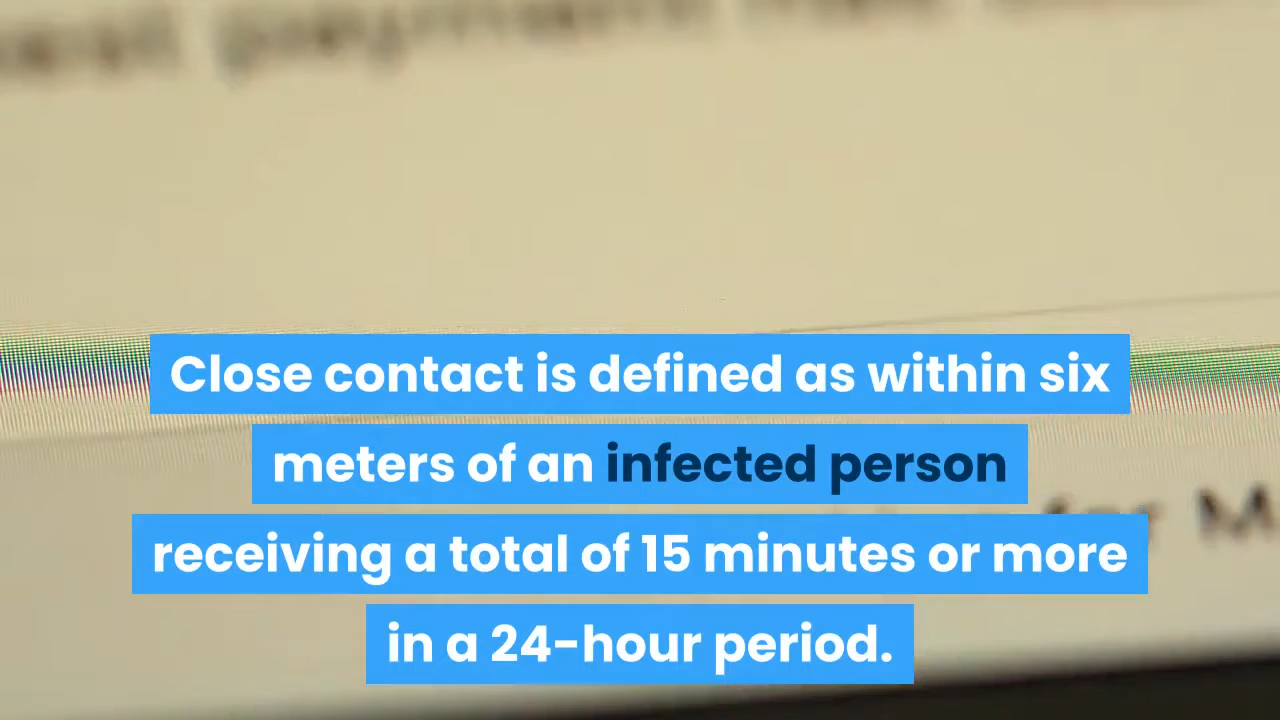 Close contact is defined as within six
meters of an infected person
receiving a total of 15 minutes or more
in a 24-hour period.